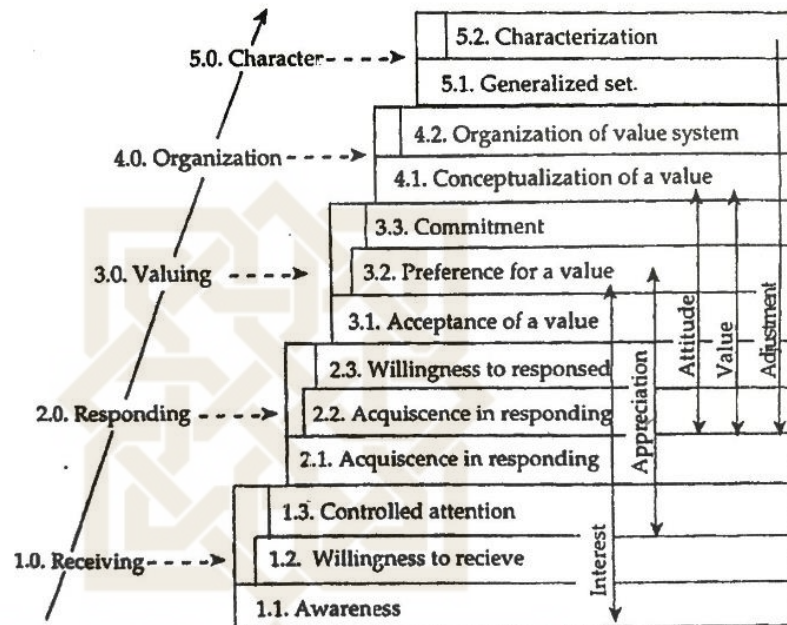 5.2. Characterization
5.0. Character
5.1. Generalized set.
4.2. Organization of value system
4.0. Organization
4.1. Conceptualization of a value
3.3. Commitment
3.0. Valuing
3.2. Preference for a value
3.1. Acceptance of a value
2.3. Willingness to responsed
2.0. Responding
2.2. Acquiscence in responding
2.1. Acquiscence in responding
1.3. Controlled attention
1.0. Receiving
1.2. Willingness to recieve
1.1. Awareness
Interest
Appreciation
Attitude
Value
Adjustment